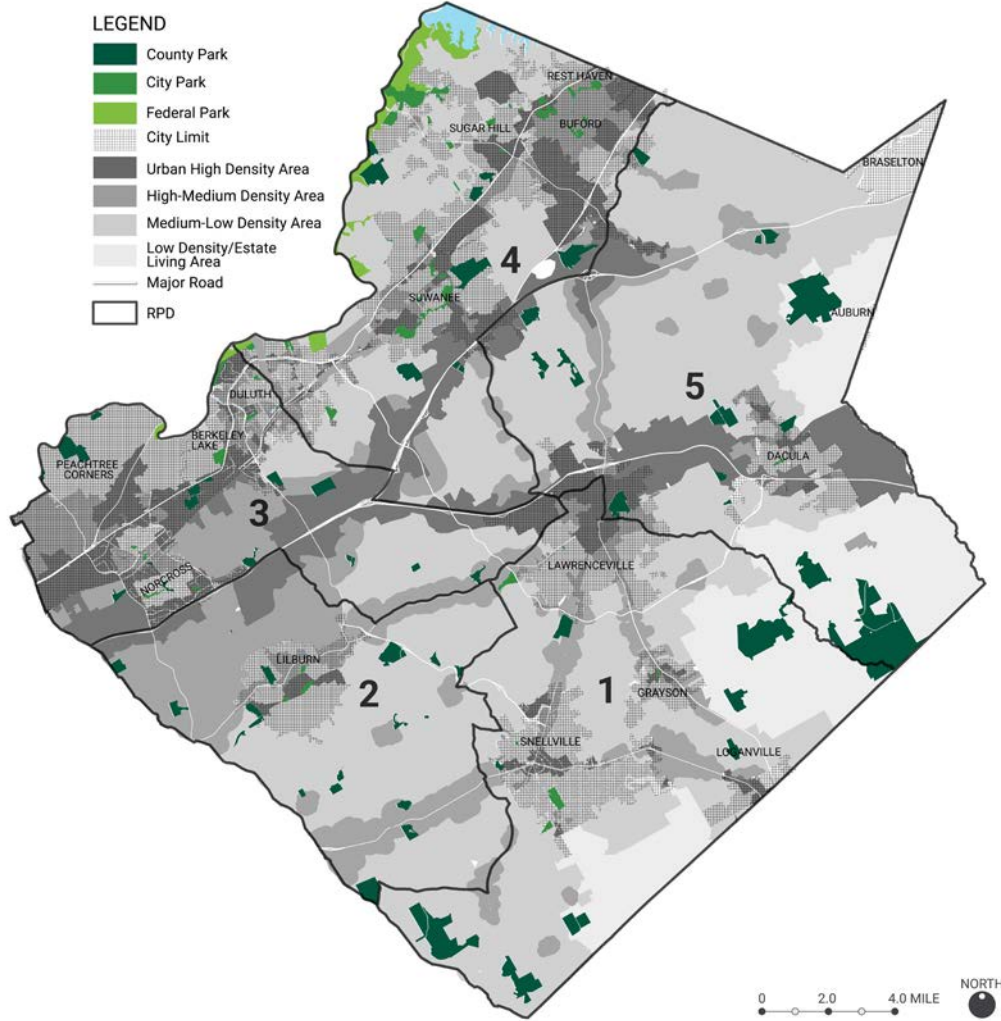 LEGEND
County Park
City Park
Federal Park
City Limit
Urban High Density Area
High-Medium Density Area
Medium-Low Density Area
Low Density/Estate
Living Area
Major Road
RPD
REST HAVEN
SUGAR HILL
BUFORD
BRASELTON
4
SUWANEE
AUBURN
5
DULUTH
BERKELEY
LAKE
DACULA
PEACHTREE
CORNERS
3
NORCROSS
LAWRENCEVILLE
LILBURN
2
1
GRAYSON
SNELLVILLE
LOGANVILLE
0
2.0
4.0 MILE
NORTH